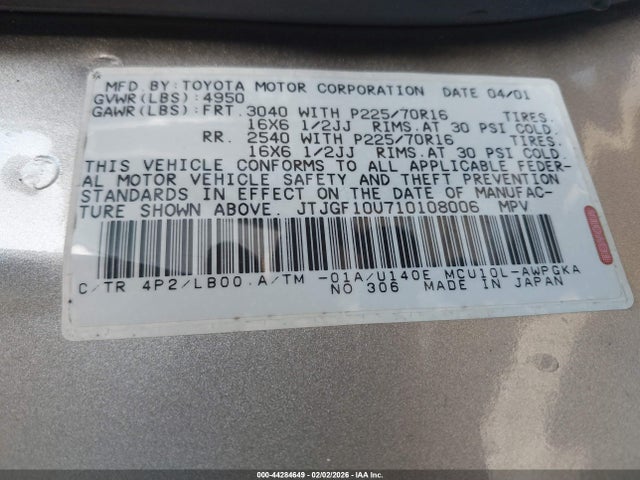 MFD.BY:TOYOTA MOTOR CORPORATION DATE 04/01
GVWR(LBS):4950
GAWR(LBS):FRT.3040 WITH P225/70R16 TIRES.
16X6 1/2JJ RIMS.AT 30 PSI COLD.
RR. 2540 WITH P225/70R16 TIRES.
16X6 1/2JJ RIMS.AT 30 PSI COLD.
THIS VEHICLE CONFORMS TO ALL APPLICABLE FEDER-
AL MOTOR VEHICLE SAFETY AND THEFT PREVENTION
STANDARDS IN EFFECT ON THE DATE OF MANUFAC-
TURE SHOWN ABOVE. JTJGF10U710108006 MPV
C/TR 4P2/LB00.A/TM -01A/U140E MCU10L-AWPGKA
NO 306 MADE IN JAPAN
000-44284649 - 02/02/2026 - IAA Inc.